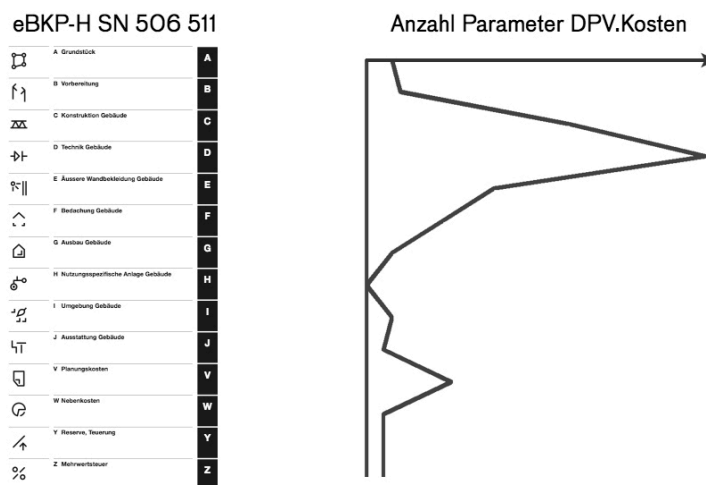 eBKP-H SN 506 511
Anzahl Parameter DPV.Kosten
A Grundstück
A
B Vorbereitung
B
C Konstruktion Gebäude
C
D Technik Gebäude
D
E Äussere Wandbekleidung Gebäude
E
F Bedachung Gebäude
F
G Ausbau Gebäude
G
H Nutzungsspezifische Anlage Gebäude
H
I Umgebung Gebäude
I
J Ausstattung Gebäude
J
V Planungskosten
V
W Nebenkosten
W
Y Reserve, Teuerung
Y
Z Mehrwertsteuer
Z